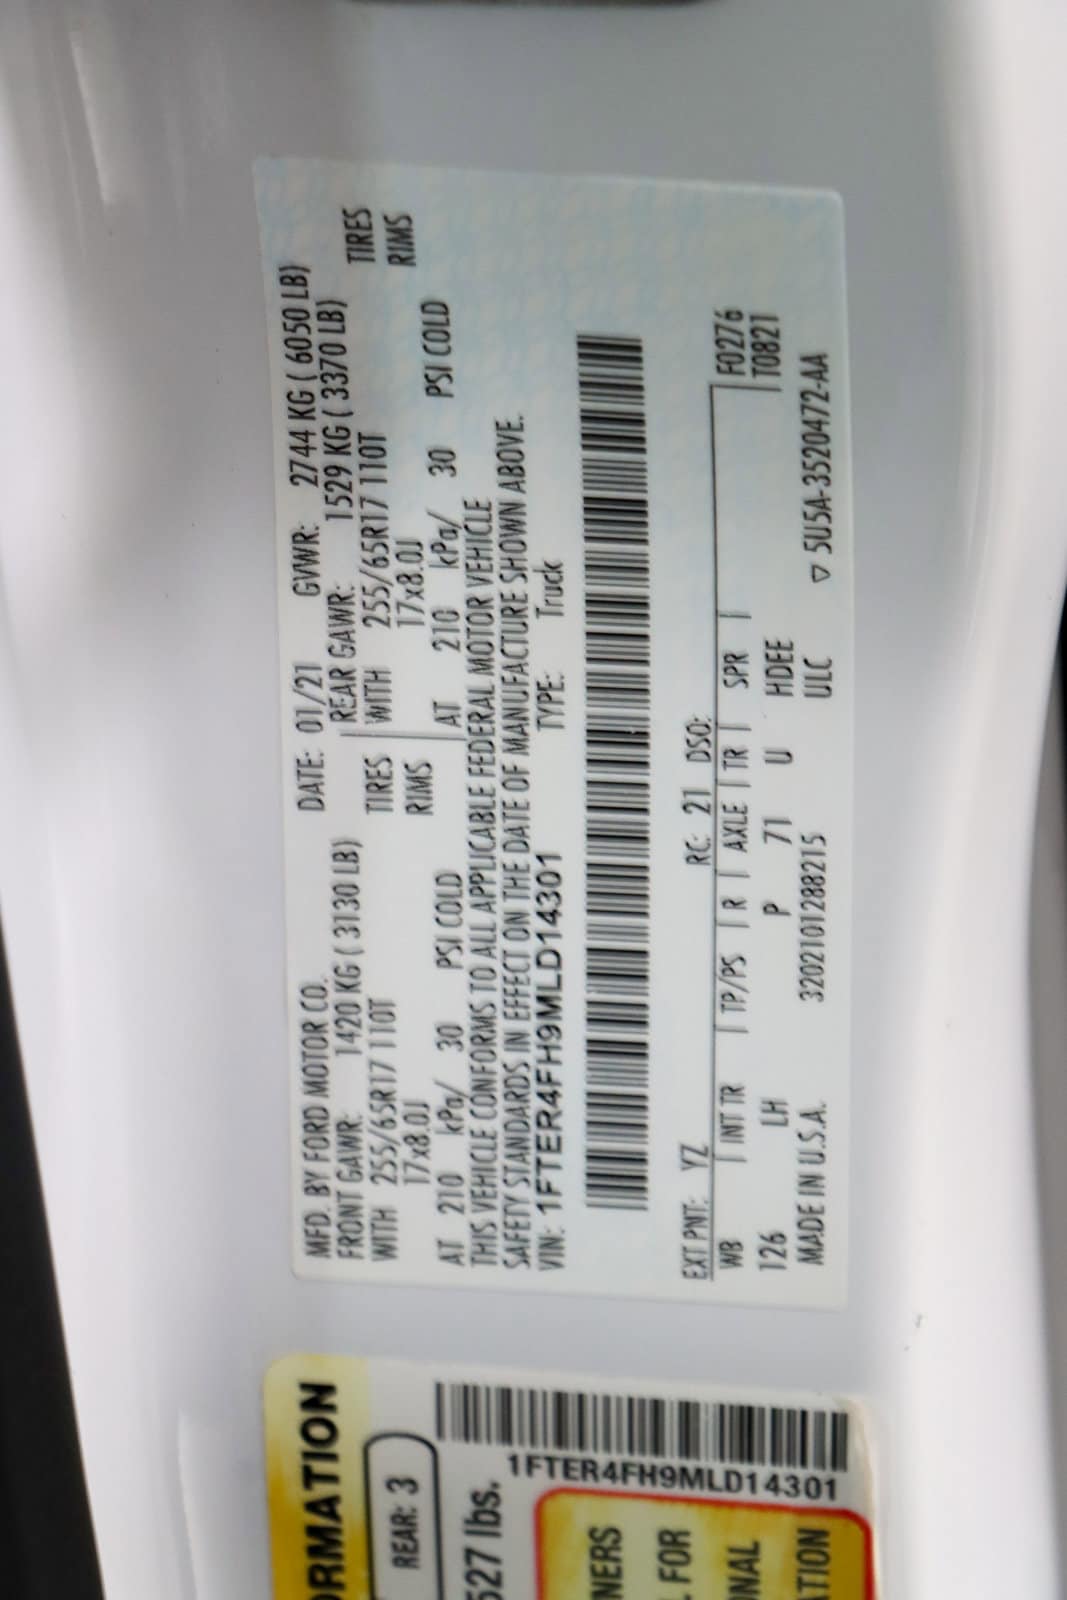 MFD. BY FORD MOTOR CO. DATE: 01/21 GVWR: 2744 KG ( 6050 LB)
FRONT GAWR: 1420 KG ( 3130 LB) REAR GAWR: 1529 KG ( 3370 LB)
WITH 255/65R17 110T TIRES WITH 255/65R17 110T TIRES
17x8.0J RIMS 17x8.0J RIMS
AT 210 kPa/ 30 PSI COLD AT 210 kPa/ 30 PSI COLD
THIS VEHICLE CONFORMS TO ALL APPLICABLE FEDERAL MOTOR VEHICLE
SAFETY STANDARDS IN EFFECT ON THE DATE OF MANUFACTURE SHOWN ABOVE.
VIN: 1FTER4FH9MLD14301 TYPE: Truck
EXT PNT: YZ RC: 21 DSO:
WB | INT TR | TP/PS | R | AXLE | TR | SPR | F0276
126 LH P 71 U HDEE T0821
MADE IN U.S.A. 3202101288215 ULC ▽ 5U5A-3520472-AA
ORMATION
REAR: 3
527 lbs.
1FTER4FH9MLD14301
NERS
L FOR
ONAL
ATION